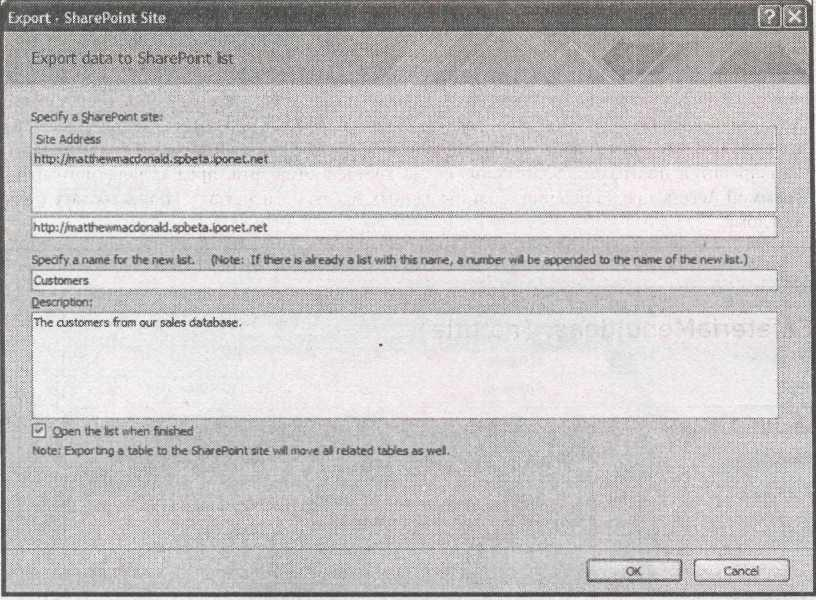 Export - SharePoint Site
Export data to SharePoint list
Specify a SharePoint site:
Site Address
http://matthewmacdonald.spbeta.iponet.net
http://matthewmacdonald.spbeta.iponet.net
Specify a name for the new list. (Note: If there is already a list with this name, a number will be appended to the name of the new list.)
Customers
Description:
The customers from our sales database.
Open the list when finished
Note: Exporting a table to the SharePoint site will move all related tables as well.
OK Cancel